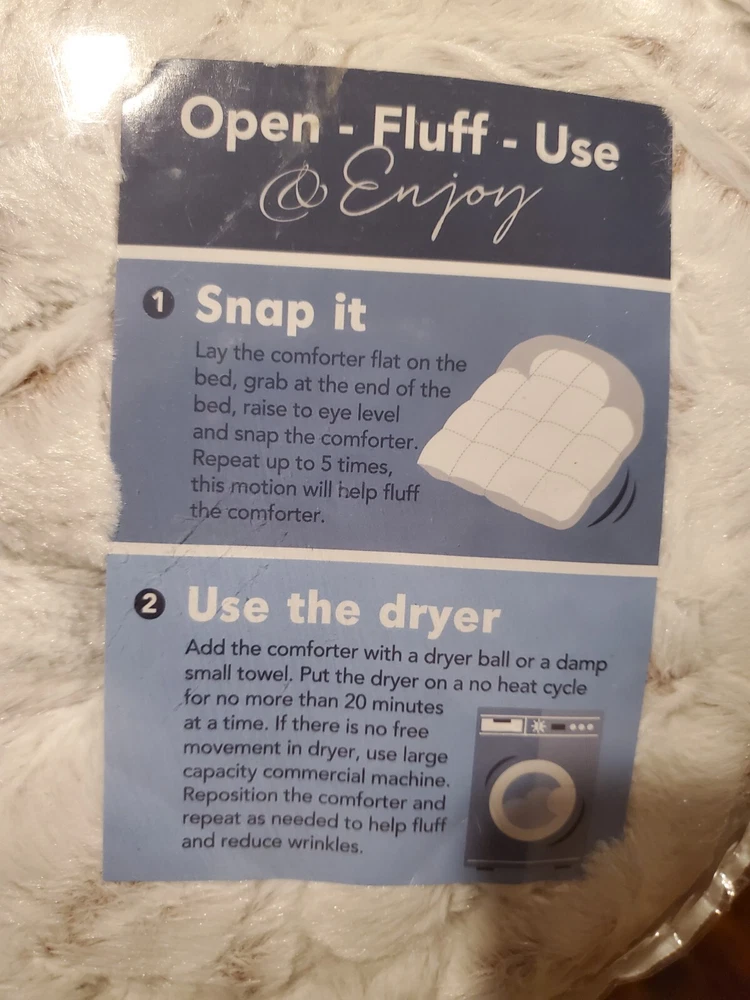 Open - Fluff - Use
& Enjoy
1 Snap it
Lay the comforter flat on the
bed, grab at the end of the
bed, raise to eye level
and snap the comforter.
Repeat up to 5 times,
this motion will help fluff
the comforter.
2 Use the dryer
Add the comforter with a dryer ball or a damp
small towel. Put the dryer on a no heat cycle
for no more than 20 minutes
at a time. If there is no free
movement in dryer, use large
capacity commercial machine.
Reposition the comforter and
repeat as needed to help fluff
and reduce wrinkles.